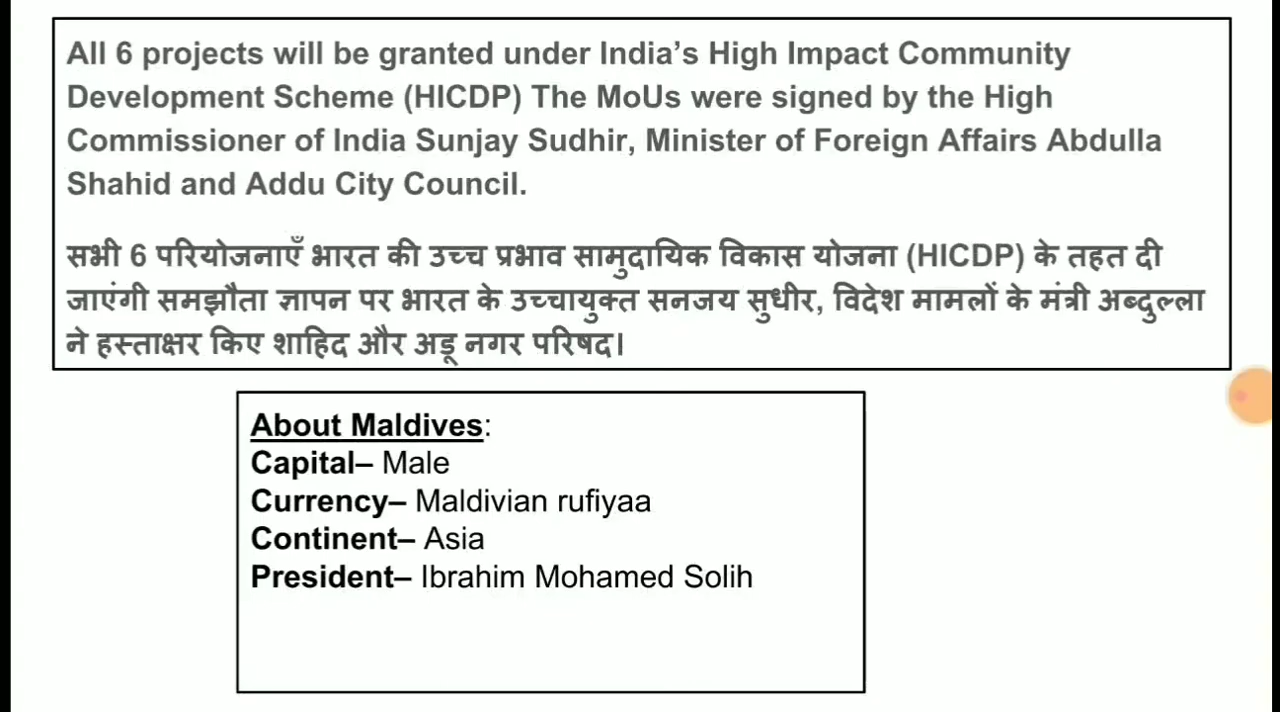 All 6 projects will be granted under India's High Impact Community
Development Scheme (HICDP) The MoUs were signed by the High
Commissioner of India Sunjay Sudhir, Minister of Foreign Affairs Abdulla
Shahid and Addu City Council.
सभी 6 परियोजनाएँ भारत की उच्च प्रभाव सामुदायिक विकास योजना (HICDP) के तहत दी
जाएंगी समझौता ज्ञापन पर भारत के उच्चायुक्त सनजय सुधीर, विदेश मामलों के मंत्री अब्दुल्ला
ने हस्ताक्षर किए शाहिद और अडू नगर परिषद।
About Maldives:
Capital– Male
Currency– Maldivian rufiyaa
Continent– Asia
President– Ibrahim Mohamed Solih